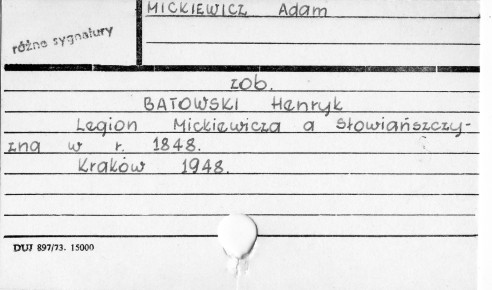 MICKIEWICZ Adam
różne sygnatury
zob.
BATOWSKI Henryk
Legion Mickiewicza a Słowiańszczy-
zna w r. 1848.
Kraków 1948.
DUJ 897/73. 15000